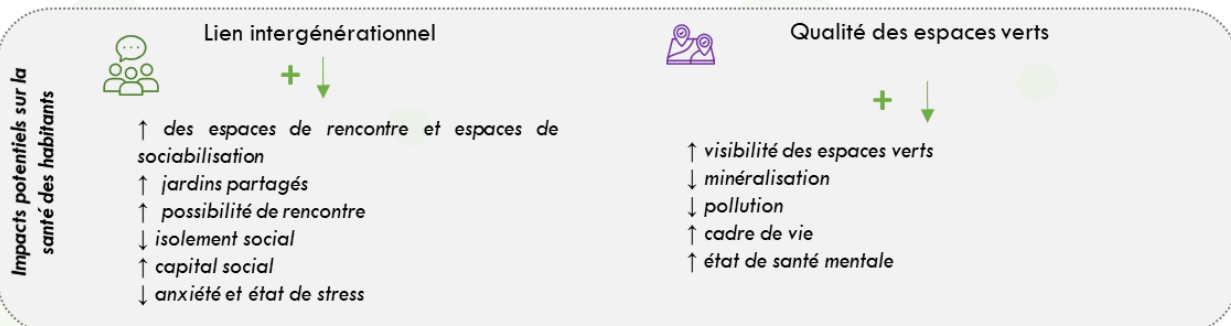 Impacts potentiels sur la
santé des habitants
Lien intergénérationnel
+ ↓
↑ des espaces de rencontre et espaces de
sociabilisation
↑ jardins partagés
↑ possibilité de rencontre
↓ isolement social
↑ capital social
↓ anxiété et état de stress
Qualité des espaces verts
+ ↓
↑ visibilité des espaces verts
↓ minéralisation
↓ pollution
↑ cadre de vie
↑ état de santé mentale